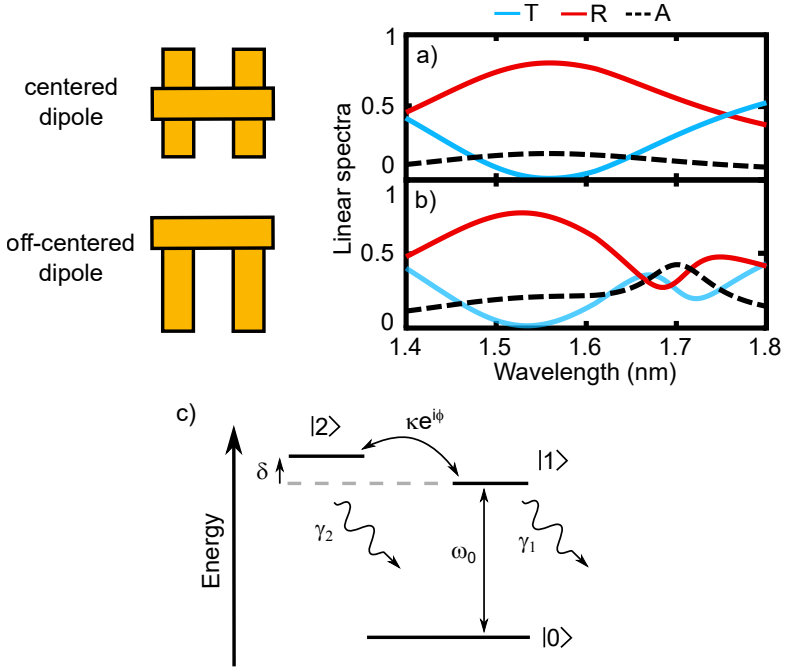 T R A
centered
dipole
off-centered
dipole
Linear spectra
a)
1
0.5
0
b)
1
0.5
0
1.4 1.5 1.6 1.7 1.8
Wavelength (nm)
c)
Energy
|2>
κe^{iϕ}
|1>
δ
γ₂
ω₀
γ₁
|0>